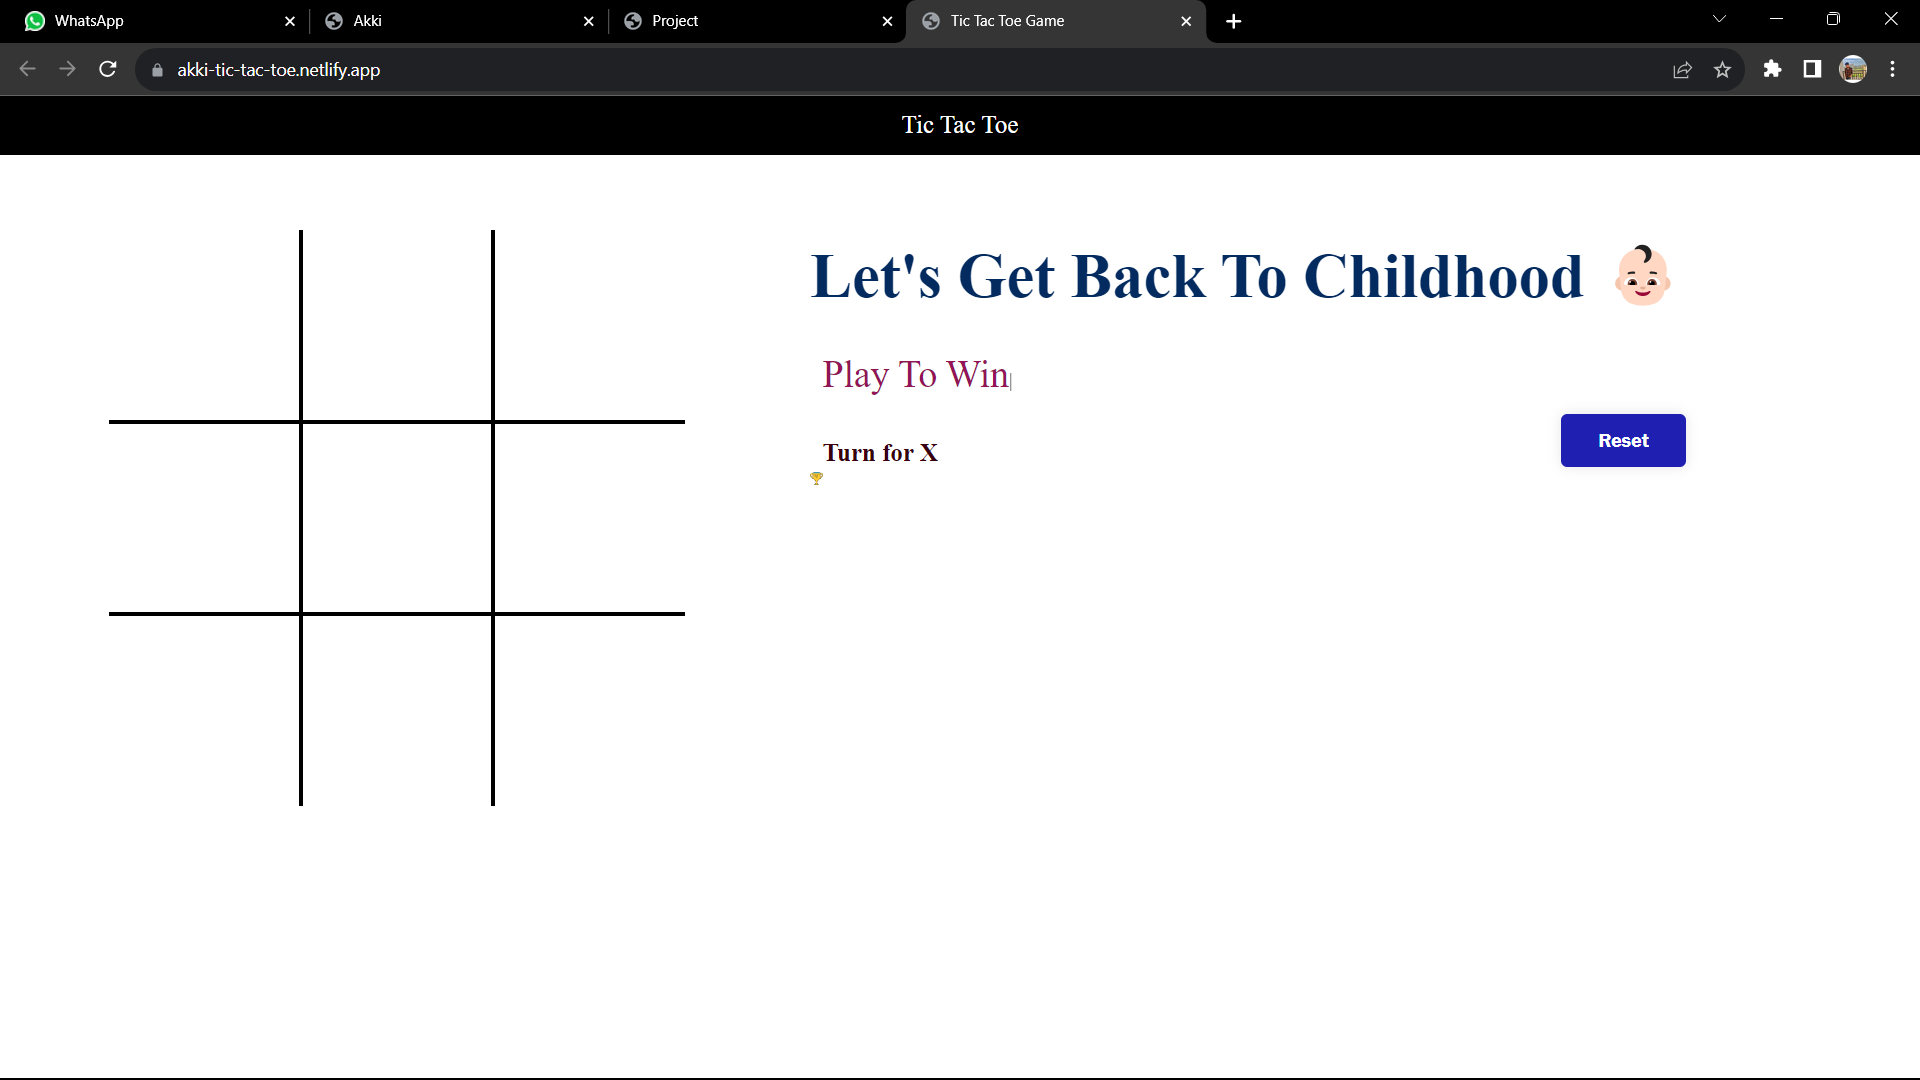 WhatsApp
Akki
Project
Tic Tac Toe Game
akki-tic-tac-toe.netlify.app
Tic Tac Toe
Let's Get Back To Childhood 👶🏻
Play To Win|
Turn for X
Reset
🏆